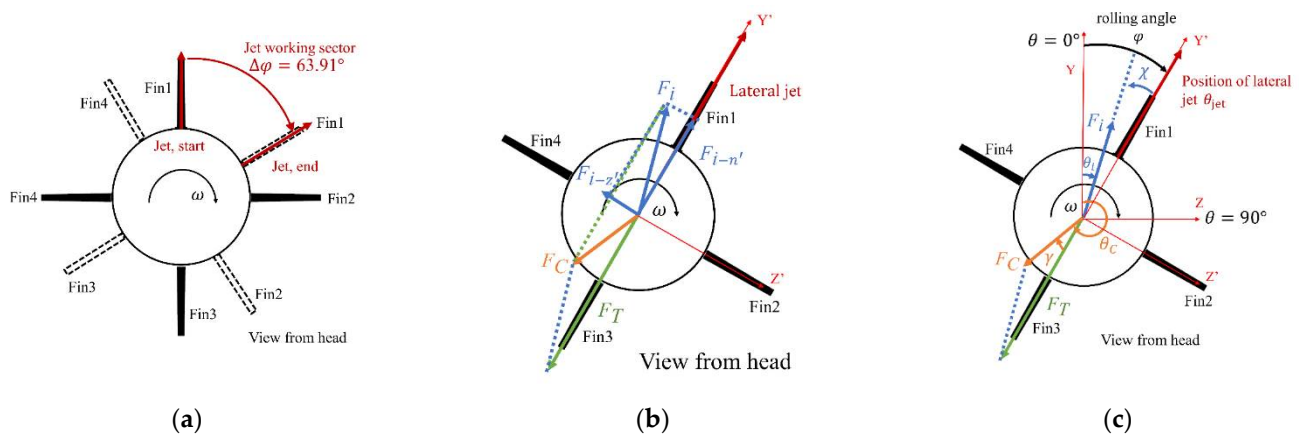 Jet working sector
Δφ = 63.91°
Fin1
Fin4
Fin1
Jet, start
Jet, end
ω
Fin4
Fin2
Fin3
Fin2
Fin3
View from head
(a)
Y'
F_i
Lateral jet
Fin1
Fin4
F_{i-n'}
F_{i-z'}
ω
F_C
Z'
Fin2
F_T
Fin3
View from head
(b)
rolling angle
θ = 0°
φ
Y'
Y
χ
Position of lateral
jet θ_jet
F_i
Fin1
Fin4
θ_i
ω
Z
θ = 90°
θ_C
F_C
γ
Z'
F_T
Fin2
Fin3
View from head
(c)